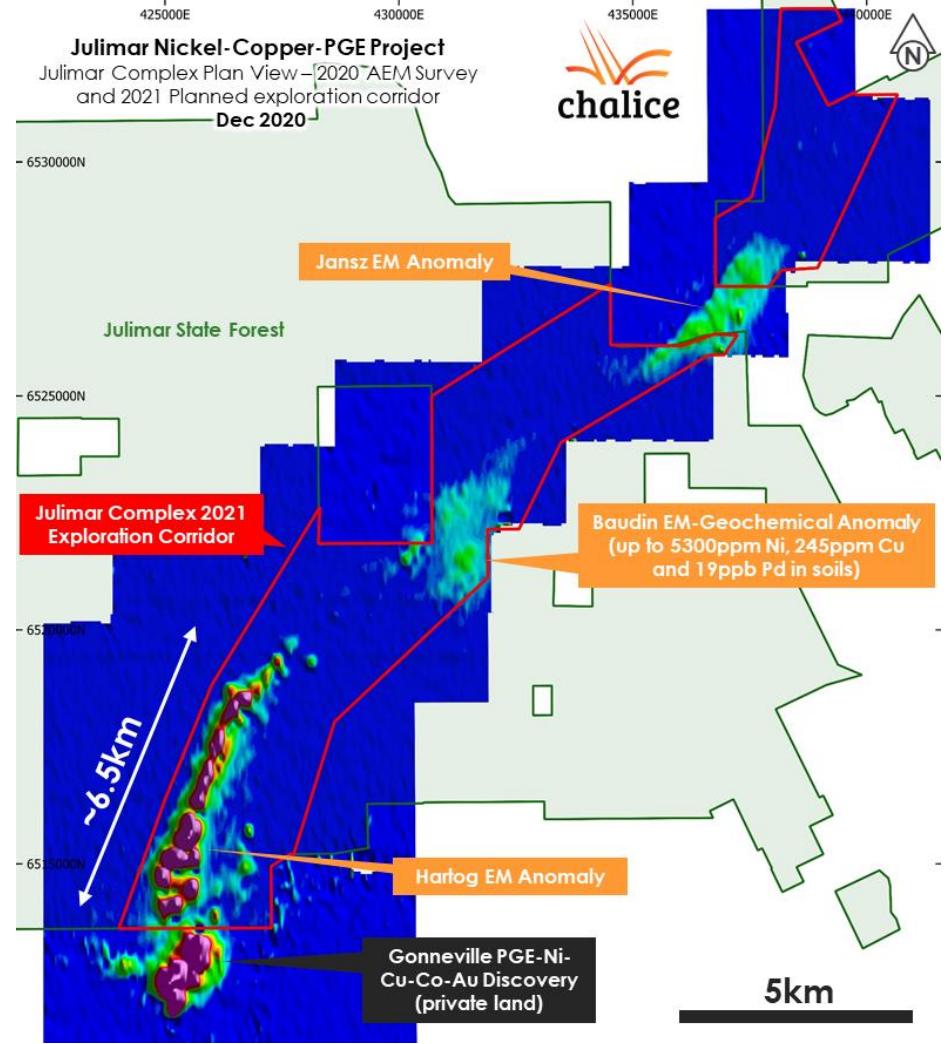 425000E
430000E
435000E
440000E
Julimar Nickel-Copper-PGE Project
Julimar Complex Plan View – 2020 AEM Survey
and 2021 Planned exploration corridor
Dec 2020
chalice
N
6530000N
Jansz EM Anomaly
Julimar State Forest
6525000N
Julimar Complex 2021
Exploration Corridor
Baudin EM-Geochemical Anomaly
(up to 5300ppm Ni, 245ppm Cu
and 19ppb Pd in soils)
6520000N
~6.5km
6515000N
Hartog EM Anomaly
Gonneville PGE-Ni-
Cu-Co-Au Discovery
(private land)
5km